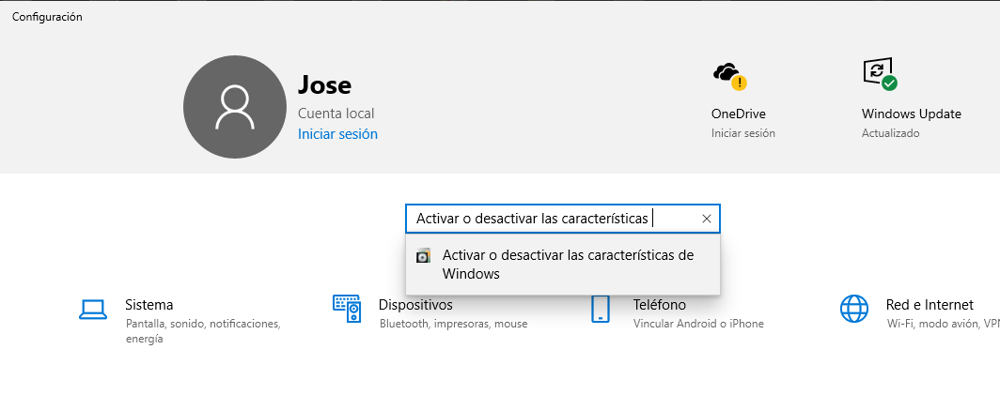 Configuración
Jose
Cuenta local
Iniciar sesión
OneDrive
Iniciar sesión
Windows Update
Actualizado
Activar o desactivar las características
Activar o desactivar las características de
Windows
Sistema
Pantalla, sonido, notificaciones,
energía
Dispositivos
Bluetooth, impresoras, mouse
Teléfono
Vincular Android o iPhone
Red e Internet
Wi-Fi, modo avión, VPN